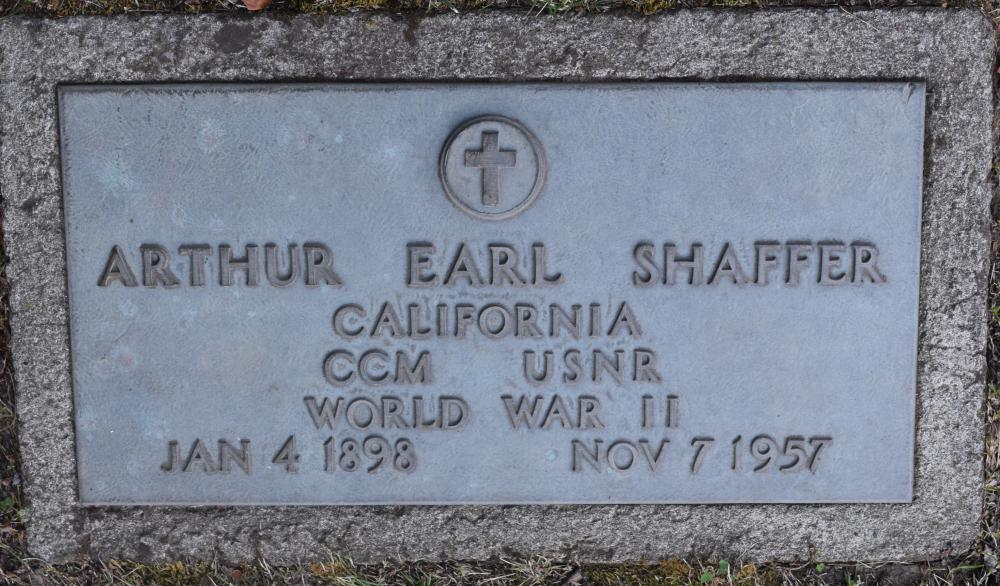 ARTHUR EARL SHAFFER
CALIFORNIA
CCM USNR
WORLD WAR II
JAN 4 1898 NOV 7 1957